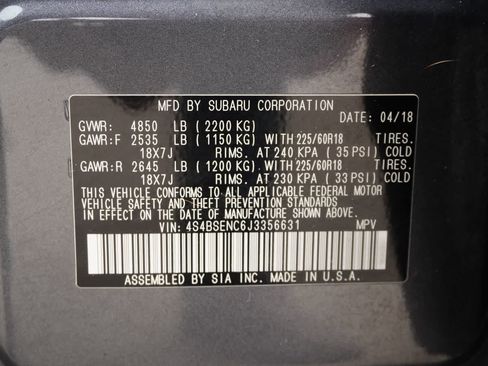 MFD BY SUBARU CORPORATION
DATE: 04/18
GVWR: 4850 LB (2200 KG)
GAWR:F 2535 LB (1150 KG) WITH 225/60R18 TIRES.
18X7J RIMS. AT 240 KPA (35 PSI) COLD
GAWR:R 2645 LB (1200 KG) WITH 225/60R18 TIRES.
18X7J RIMS. AT 230 KPA (33 PSI) COLD
THIS VEHICLE CONFORMS TO ALL APPLICABLE FEDERAL MOTOR
VEHICLE SAFETY AND THEFT PREVENTION STANDARDS
IN EFFECT ON THE DATE OF MANUFACTURE SHOWN ABOVE.
VIN: 4S4BSENC6J3356631 MPV
ASSEMBLED BY SIA INC. MADE IN U.S.A.